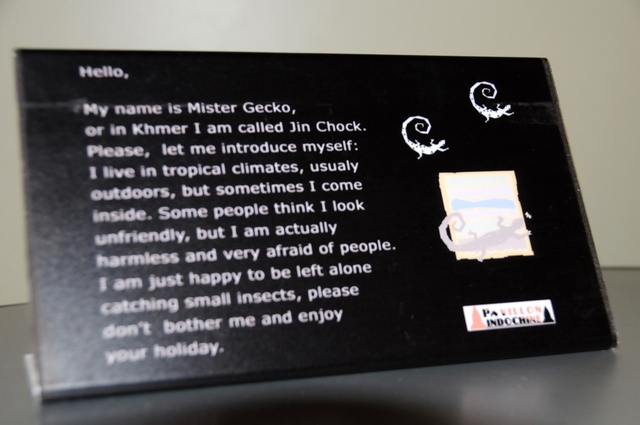 Hello,
My name is Mister Gecko,
or in Khmer I am called Jin Chock.
Please, let me introduce myself:
I live in tropical climates, usualy
outdoors, but sometimes I come
inside. Some people think I look
unfriendly, but I am actually
harmless and very afraid of people.
I am just happy to be left alone
catching small insects, please
don't bother me and enjoy
your holiday.
PAVILLON
INDOCHINE